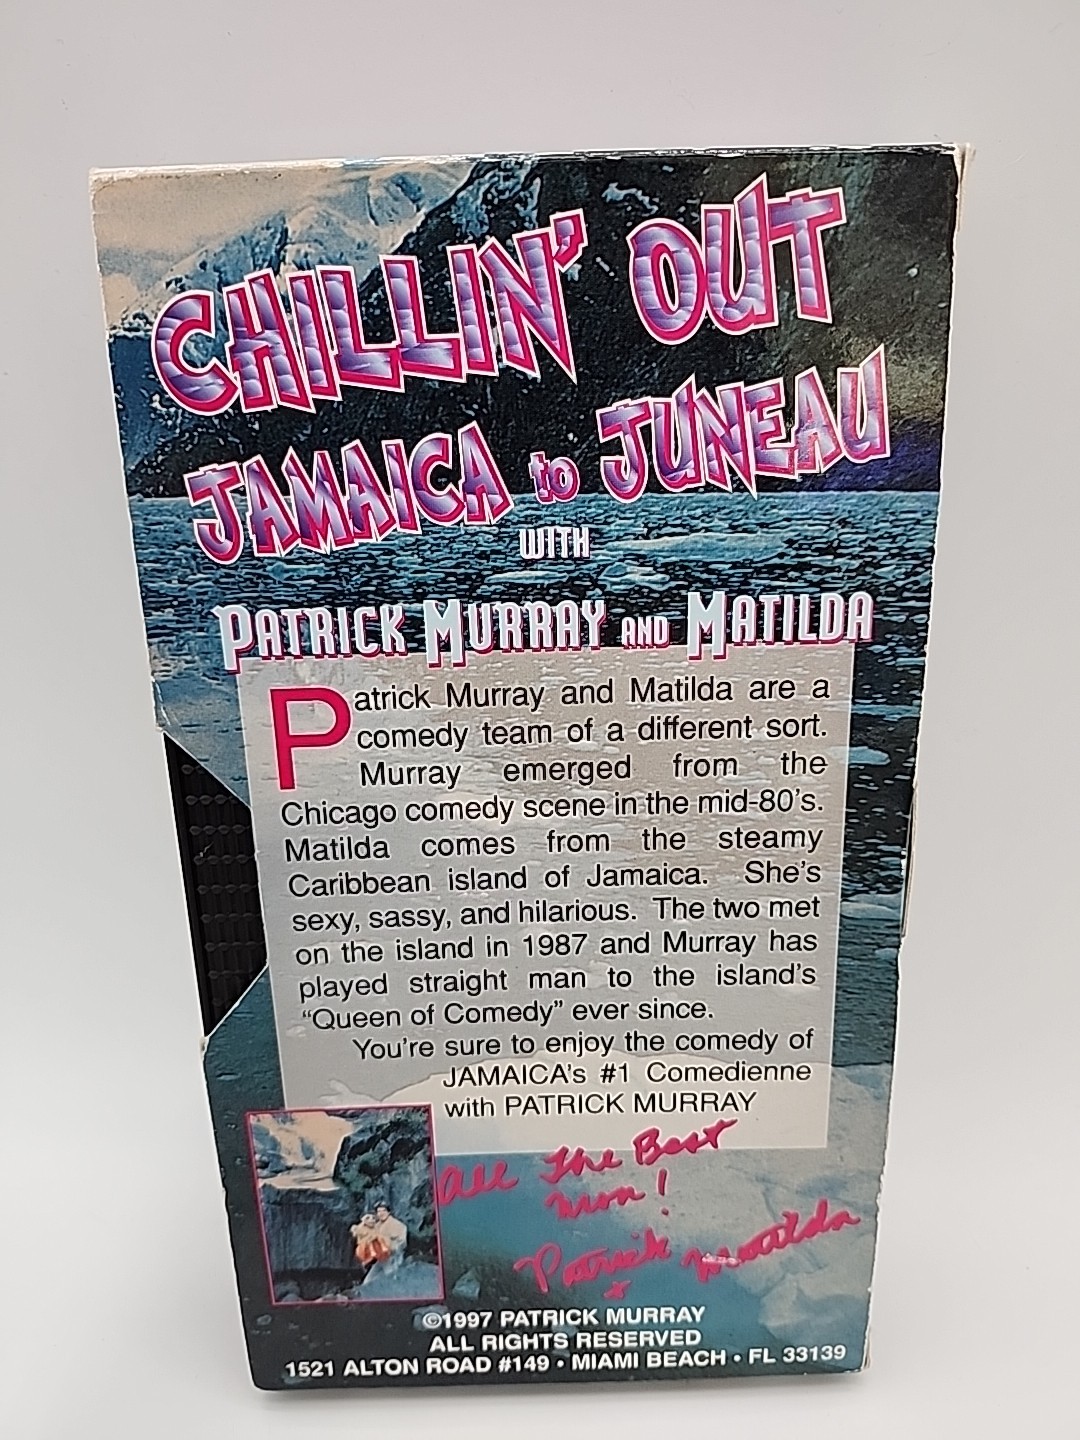 CHILLIN' OUT
JAMAICA to JUNEAU
WITH
PATRICK MURRAY AND MATILDA
Patrick Murray and Matilda are a
comedy team of a different sort.
Murray emerged from the
Chicago comedy scene in the mid-80's.
Matilda comes from the steamy
Caribbean island of Jamaica. She's
sexy, sassy, and hilarious. The two met
on the island in 1987 and Murray has
played straight man to the island's
"Queen of Comedy" ever since.
You're sure to enjoy the comedy of
JAMAICA's #1 Comedienne
with PATRICK MURRAY
All The Best
Mon!
Patrick + Matilda
©1997 PATRICK MURRAY
ALL RIGHTS RESERVED
1521 ALTON ROAD #149 • MIAMI BEACH • FL 33139